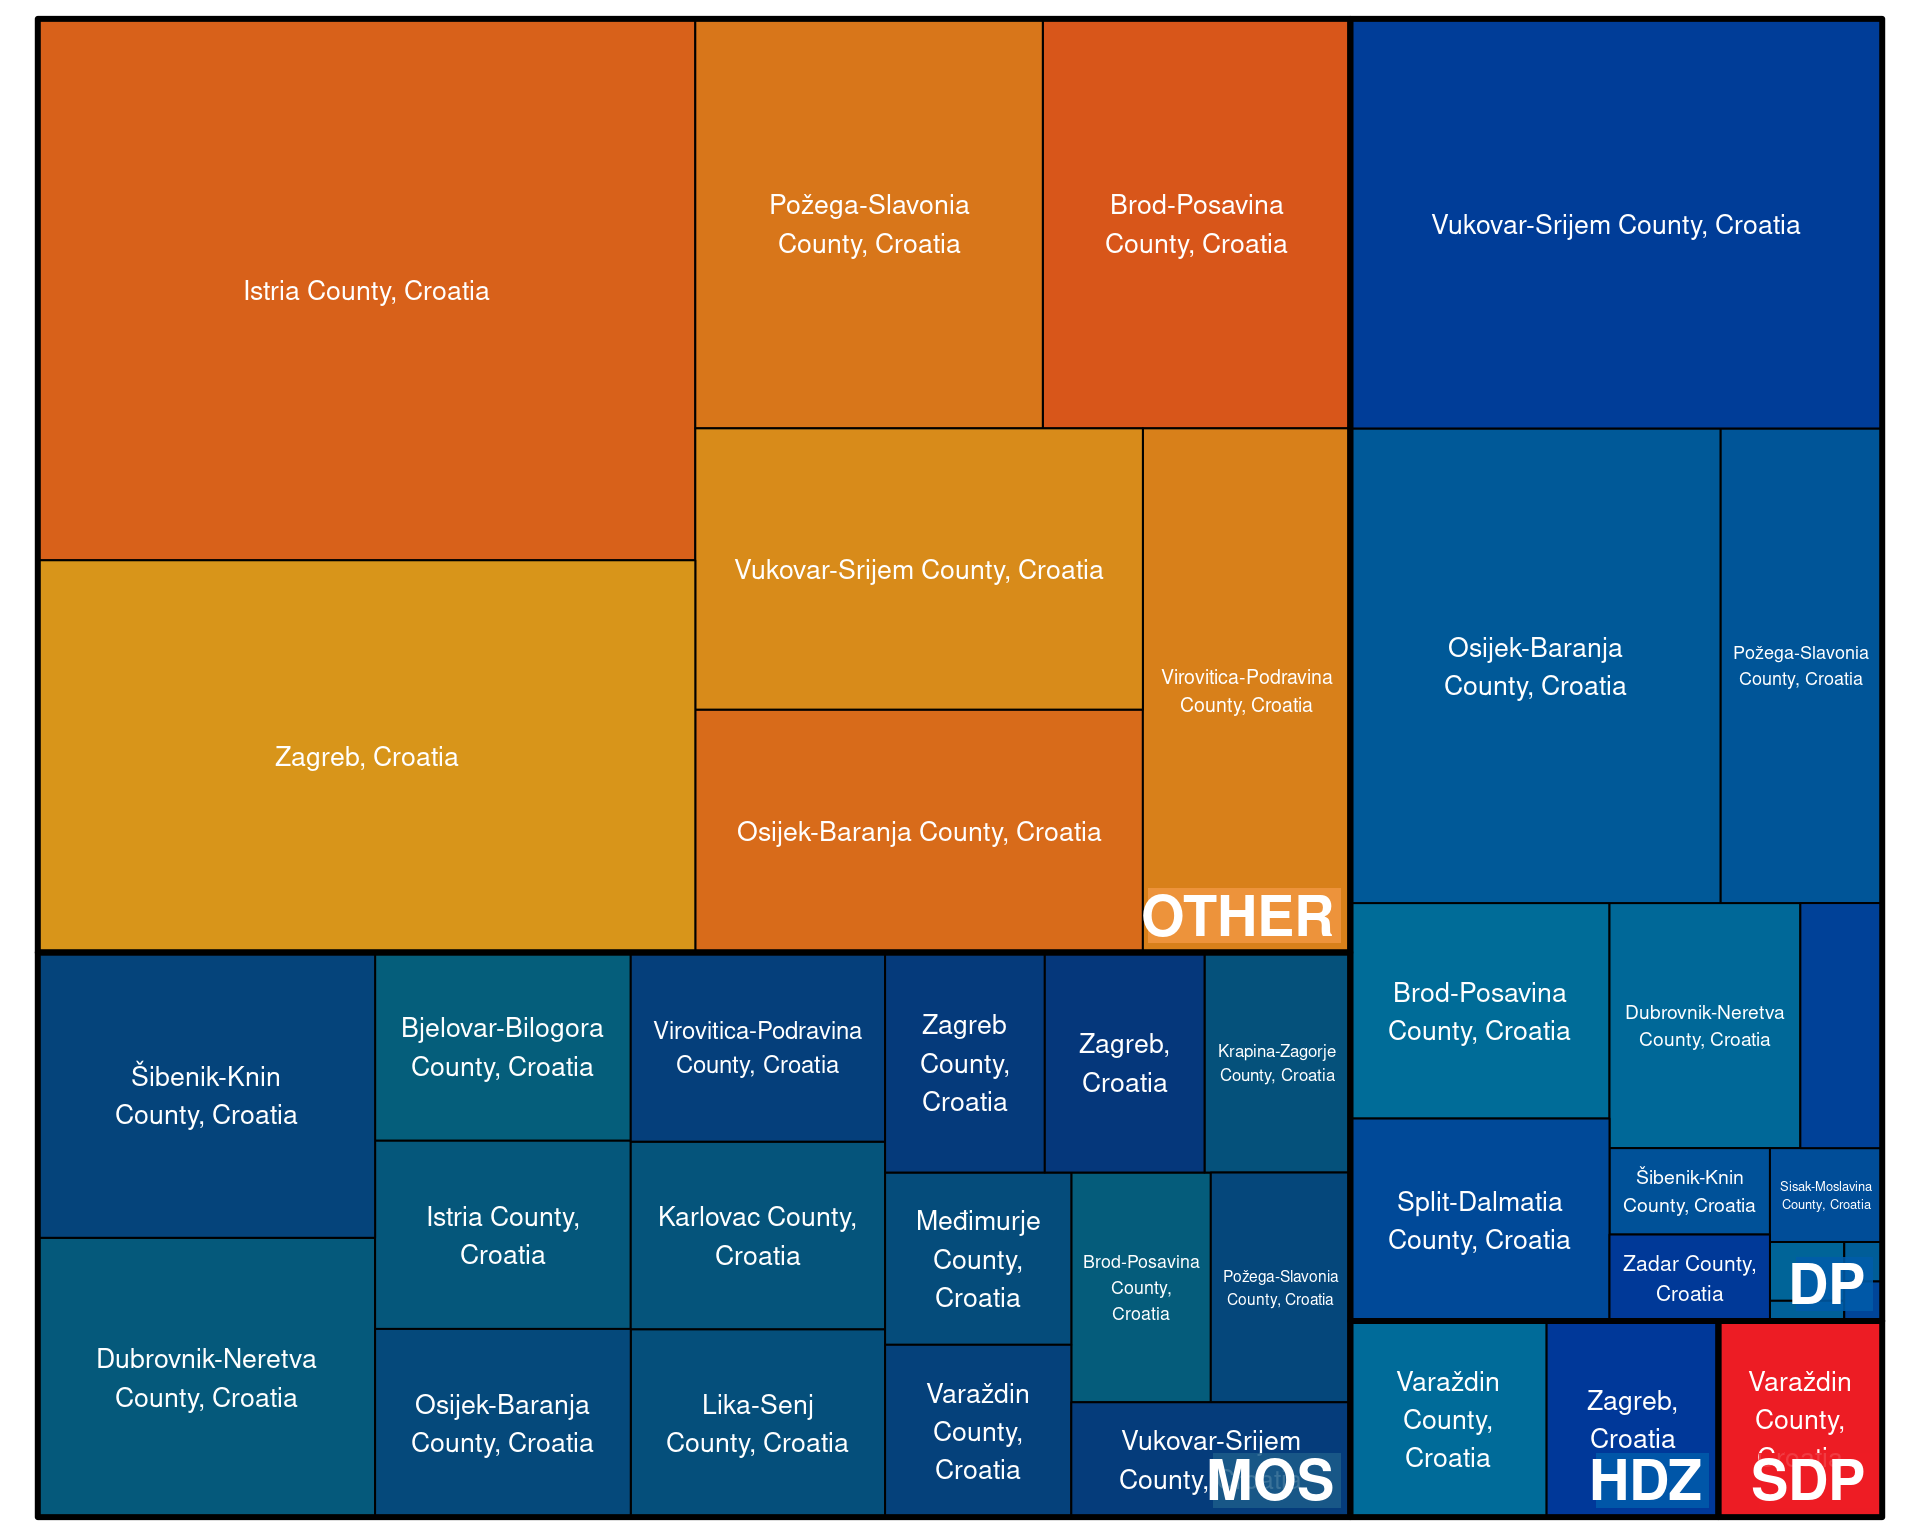 Istria County, Croatia
Požega-Slavonia
County, Croatia
Brod-Posavina
County, Croatia
Vukovar-Srijem County, Croatia
Zagreb, Croatia
Vukovar-Srijem County, Croatia
Virovitica-Podravina
County, Croatia
Osijek-Baranja County, Croatia
OTHER
Osijek-Baranja
County, Croatia
Požega-Slavonia
County, Croatia
Brod-Posavina
County, Croatia
Dubrovnik-Neretva
County, Croatia
Split-Dalmatia
County, Croatia
Šibenik-Knin
County, Croatia
Sisak-Moslavina
County, Croatia
Zadar County,
Croatia
DP
Šibenik-Knin
County, Croatia
Dubrovnik-Neretva
County, Croatia
Bjelovar-Bilogora
County, Croatia
Istria County,
Croatia
Osijek-Baranja
County, Croatia
Virovitica-Podravina
County, Croatia
Karlovac County,
Croatia
Lika-Senj
County, Croatia
Zagreb
County,
Croatia
Zagreb,
Croatia
Krapina-Zagorje
County, Croatia
Međimurje
County,
Croatia
Brod-Posavina
County,
Croatia
Požega-Slavonia
County, Croatia
Varaždin
County,
Croatia
Vukovar-Srijem
County, Croatia
MOS
Varaždin
County,
Croatia
Zagreb,
Croatia
HDZ
Varaždin
County,
Croatia
SDP